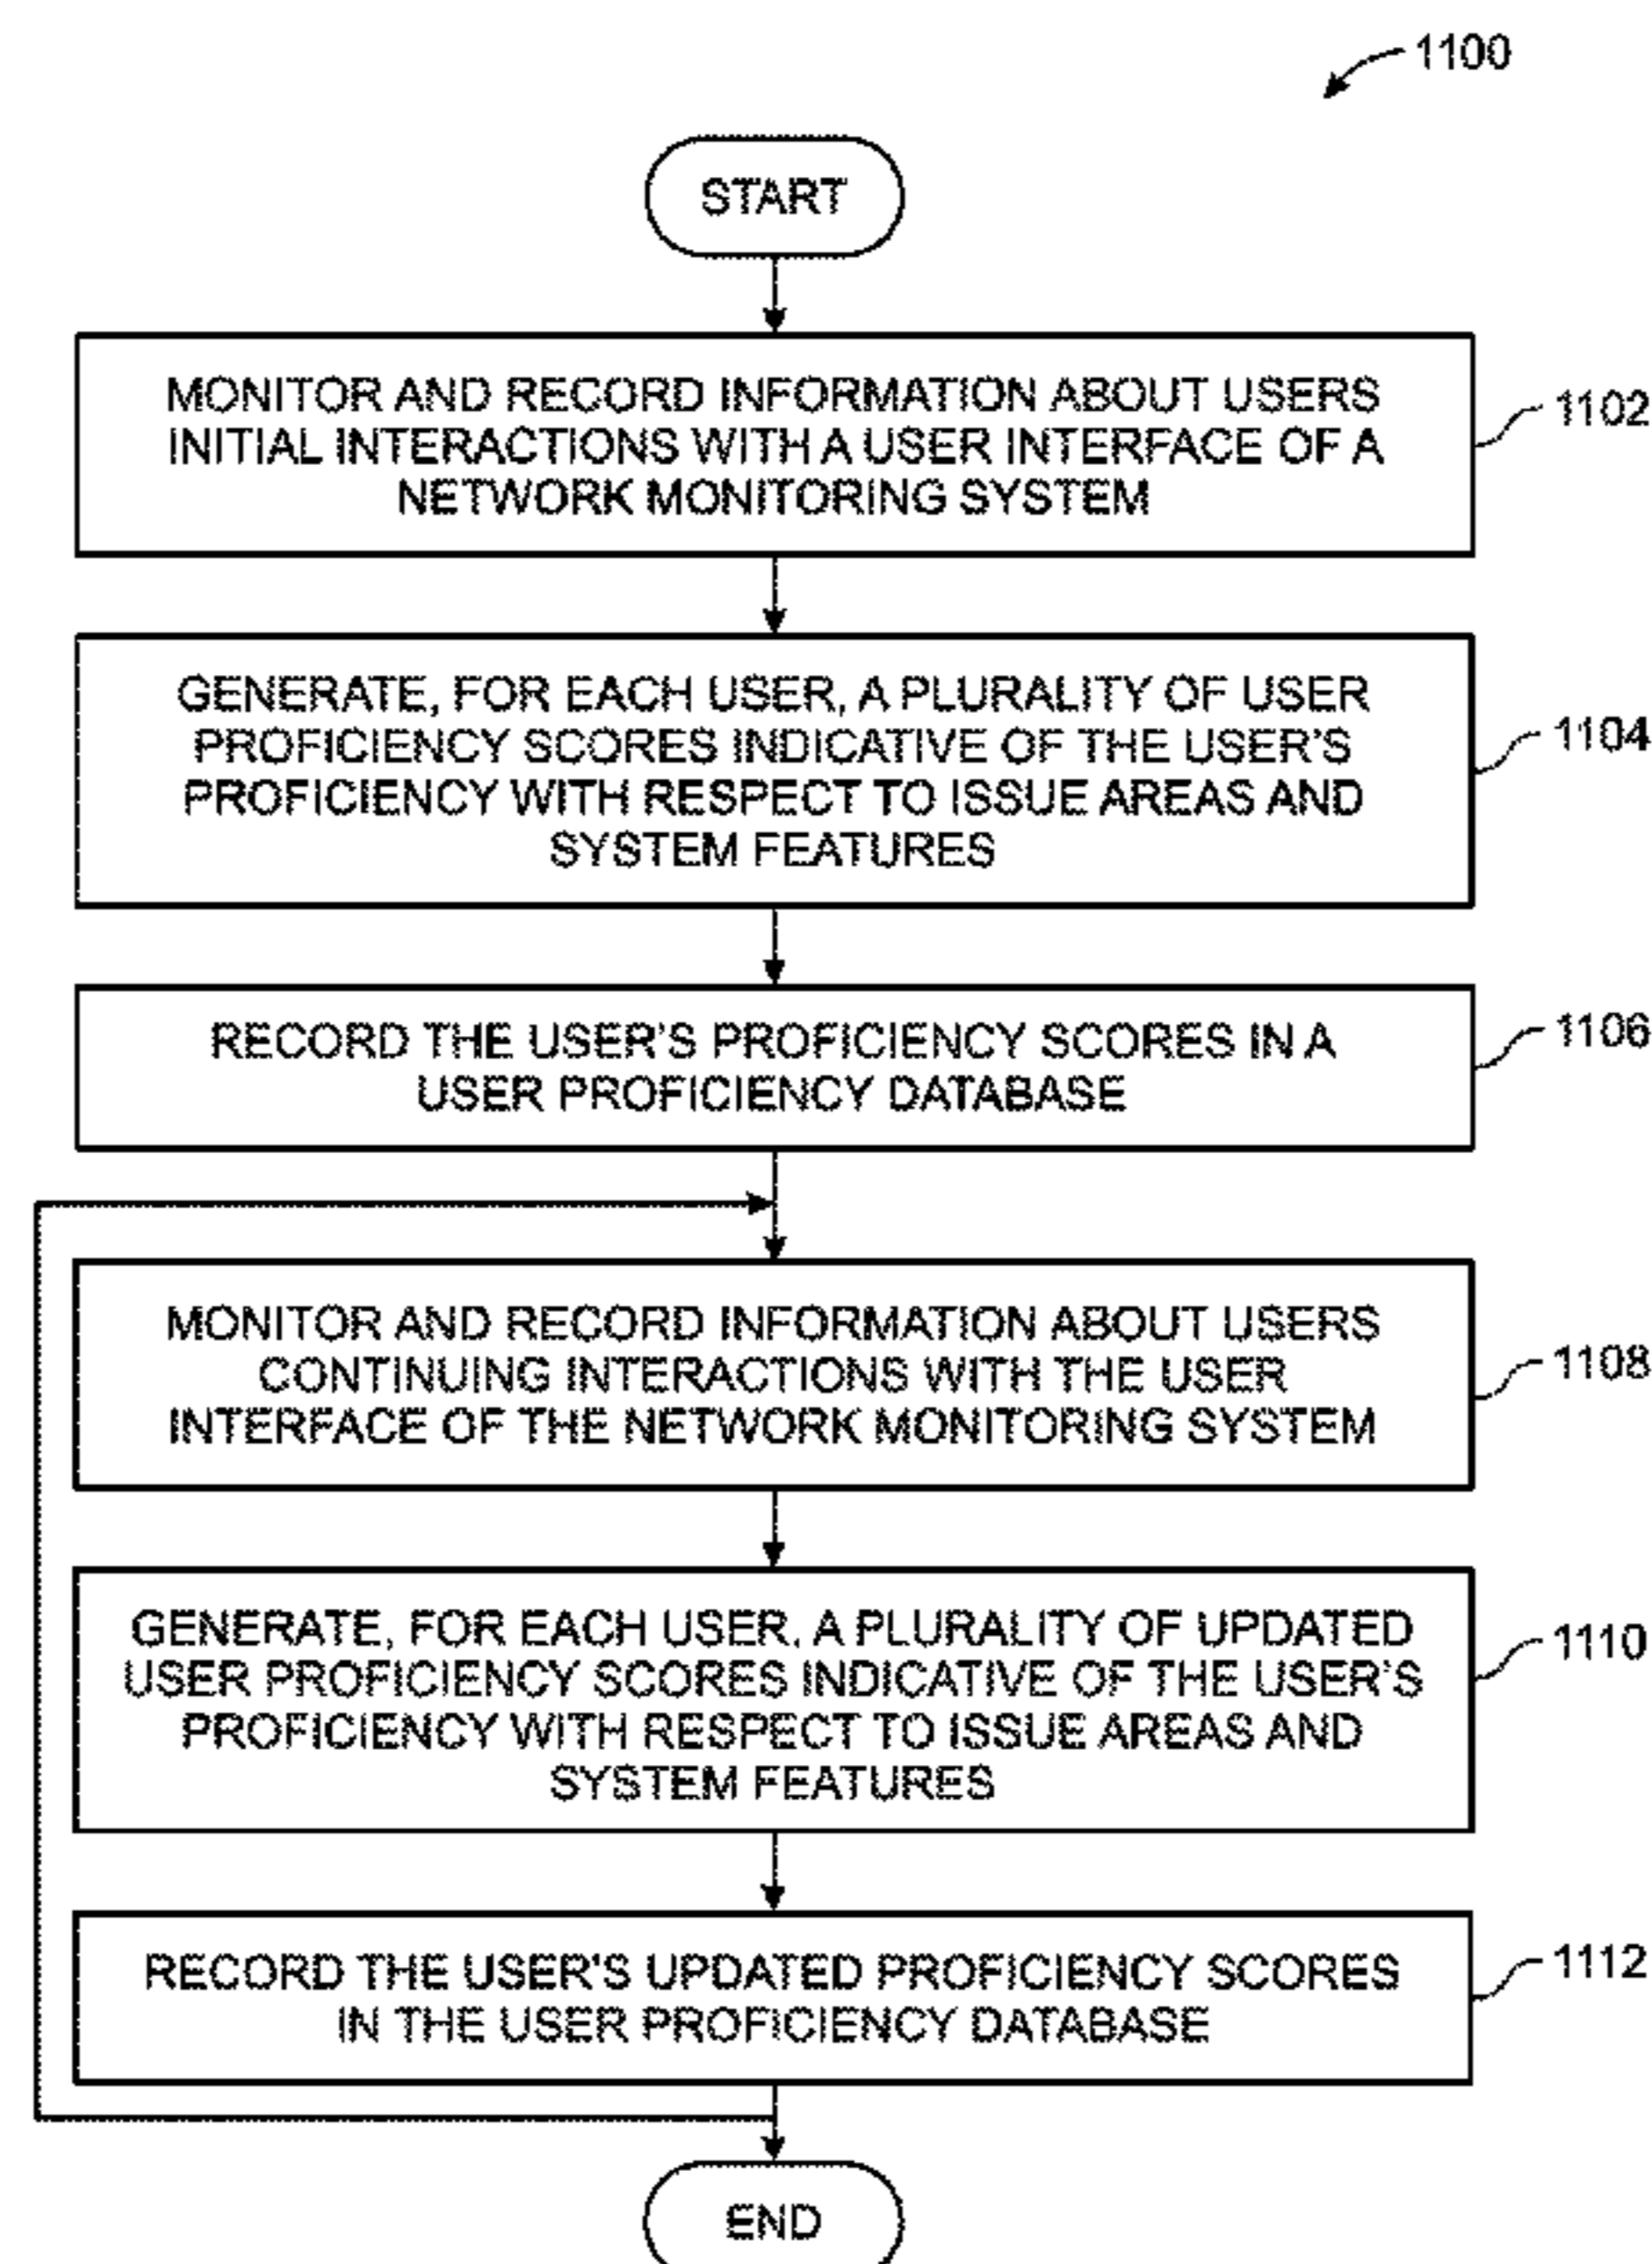 1100
START
MONITOR AND RECORD INFORMATION ABOUT USERS
INITIAL INTERACTIONS WITH A USER INTERFACE OF A
NETWORK MONITORING SYSTEM
1102
GENERATE, FOR EACH USER, A PLURALITY OF USER
PROFICIENCY SCORES INDICATIVE OF THE USER'S
PROFICIENCY WITH RESPECT TO ISSUE AREAS AND
SYSTEM FEATURES
1104
RECORD THE USER'S PROFICIENCY SCORES IN A
USER PROFICIENCY DATABASE
1106
MONITOR AND RECORD INFORMATION ABOUT USERS
CONTINUING INTERACTIONS WITH THE USER
INTERFACE OF THE NETWORK MONITORING SYSTEM
1108
GENERATE, FOR EACH USER, A PLURALITY OF UPDATED
USER PROFICIENCY SCORES INDICATIVE OF THE USER'S
PROFICIENCY WITH RESPECT TO ISSUE AREAS AND
SYSTEM FEATURES
1110
RECORD THE USER'S UPDATED PROFICIENCY SCORES
IN THE USER PROFICIENCY DATABASE
1112
END